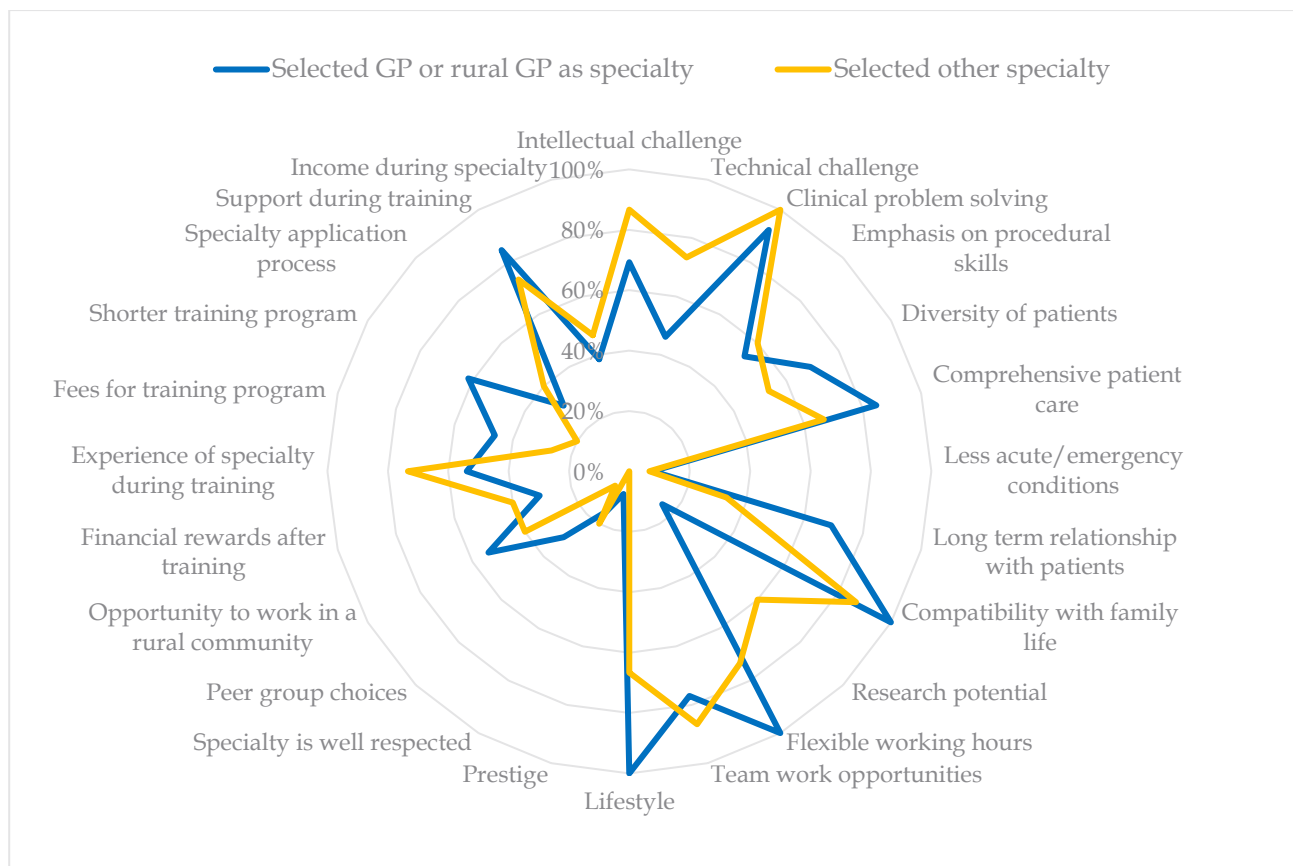 Selected GP or rural GP as specialty
Selected other specialty
Intellectual challenge
Technical challenge
Clinical problem solving
Emphasis on procedural
skills
Diversity of patients
Comprehensive patient
care
Less acute/emergency
conditions
Long term relationship
with patients
Compatibility with family
life
Research potential
Flexible working hours
Team work opportunities
Lifestyle
Prestige
Specialty is well respected
Peer group choices
Opportunity to work in a
rural community
Financial rewards after
training
Experience of specialty
during training
Fees for training program
Shorter training program
Specialty application
process
Support during training
Income during specialty
100%
80%
60%
40%
20%
0%